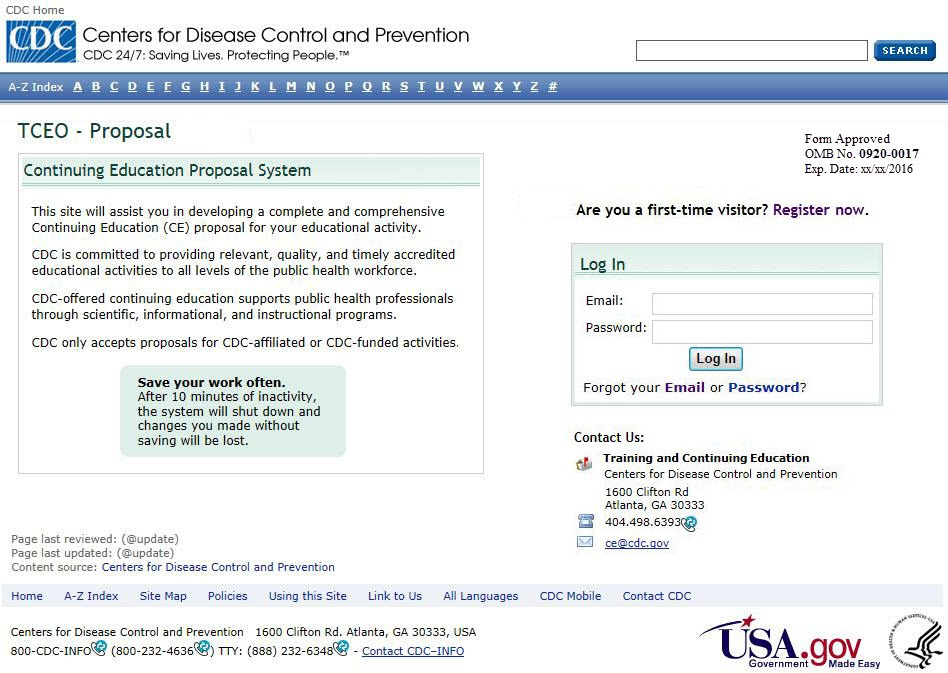 CDC Home
CDC
Centers for Disease Control and Prevention
CDC 24/7: Saving Lives. Protecting People.™
SEARCH
A-Z Index A B C D E F G H I J K L M N O P Q R S T U V W X Y Z #
TCEO - Proposal
Form Approved
OMB No. 0920-0017
Exp. Date: xx/xx/2016
Continuing Education Proposal System
This site will assist you in developing a complete and comprehensive
Continuing Education (CE) proposal for your educational activity.
CDC is committed to providing relevant, quality, and timely accredited
educational activities to all levels of the public health workforce.
CDC-offered continuing education supports public health professionals
through scientific, informational, and instructional programs.
CDC only accepts proposals for CDC-affiliated or CDC-funded activities.
Save your work often.
After 10 minutes of inactivity,
the system will shut down and
changes you made without
saving will be lost.
Are you a first-time visitor? Register now.
Log In
Email:
Password:
Log In
Forgot your Email or Password?
Contact Us:
Training and Continuing Education
Centers for Disease Control and Prevention
1600 Clifton Rd
Atlanta, GA 30333
404.498.6393
ce@cdc.gov
Page last reviewed: (@update)
Page last updated: (@update)
Content source: Centers for Disease Control and Prevention
Home A-Z Index Site Map Policies Using this Site Link to Us All Languages CDC Mobile Contact CDC
Centers for Disease Control and Prevention 1600 Clifton Rd. Atlanta, GA 30333, USA
800-CDC-INFO (800-232-4636) TTY: (888) 232-6348 - Contact CDC–INFO
USA.gov
Government Made Easy